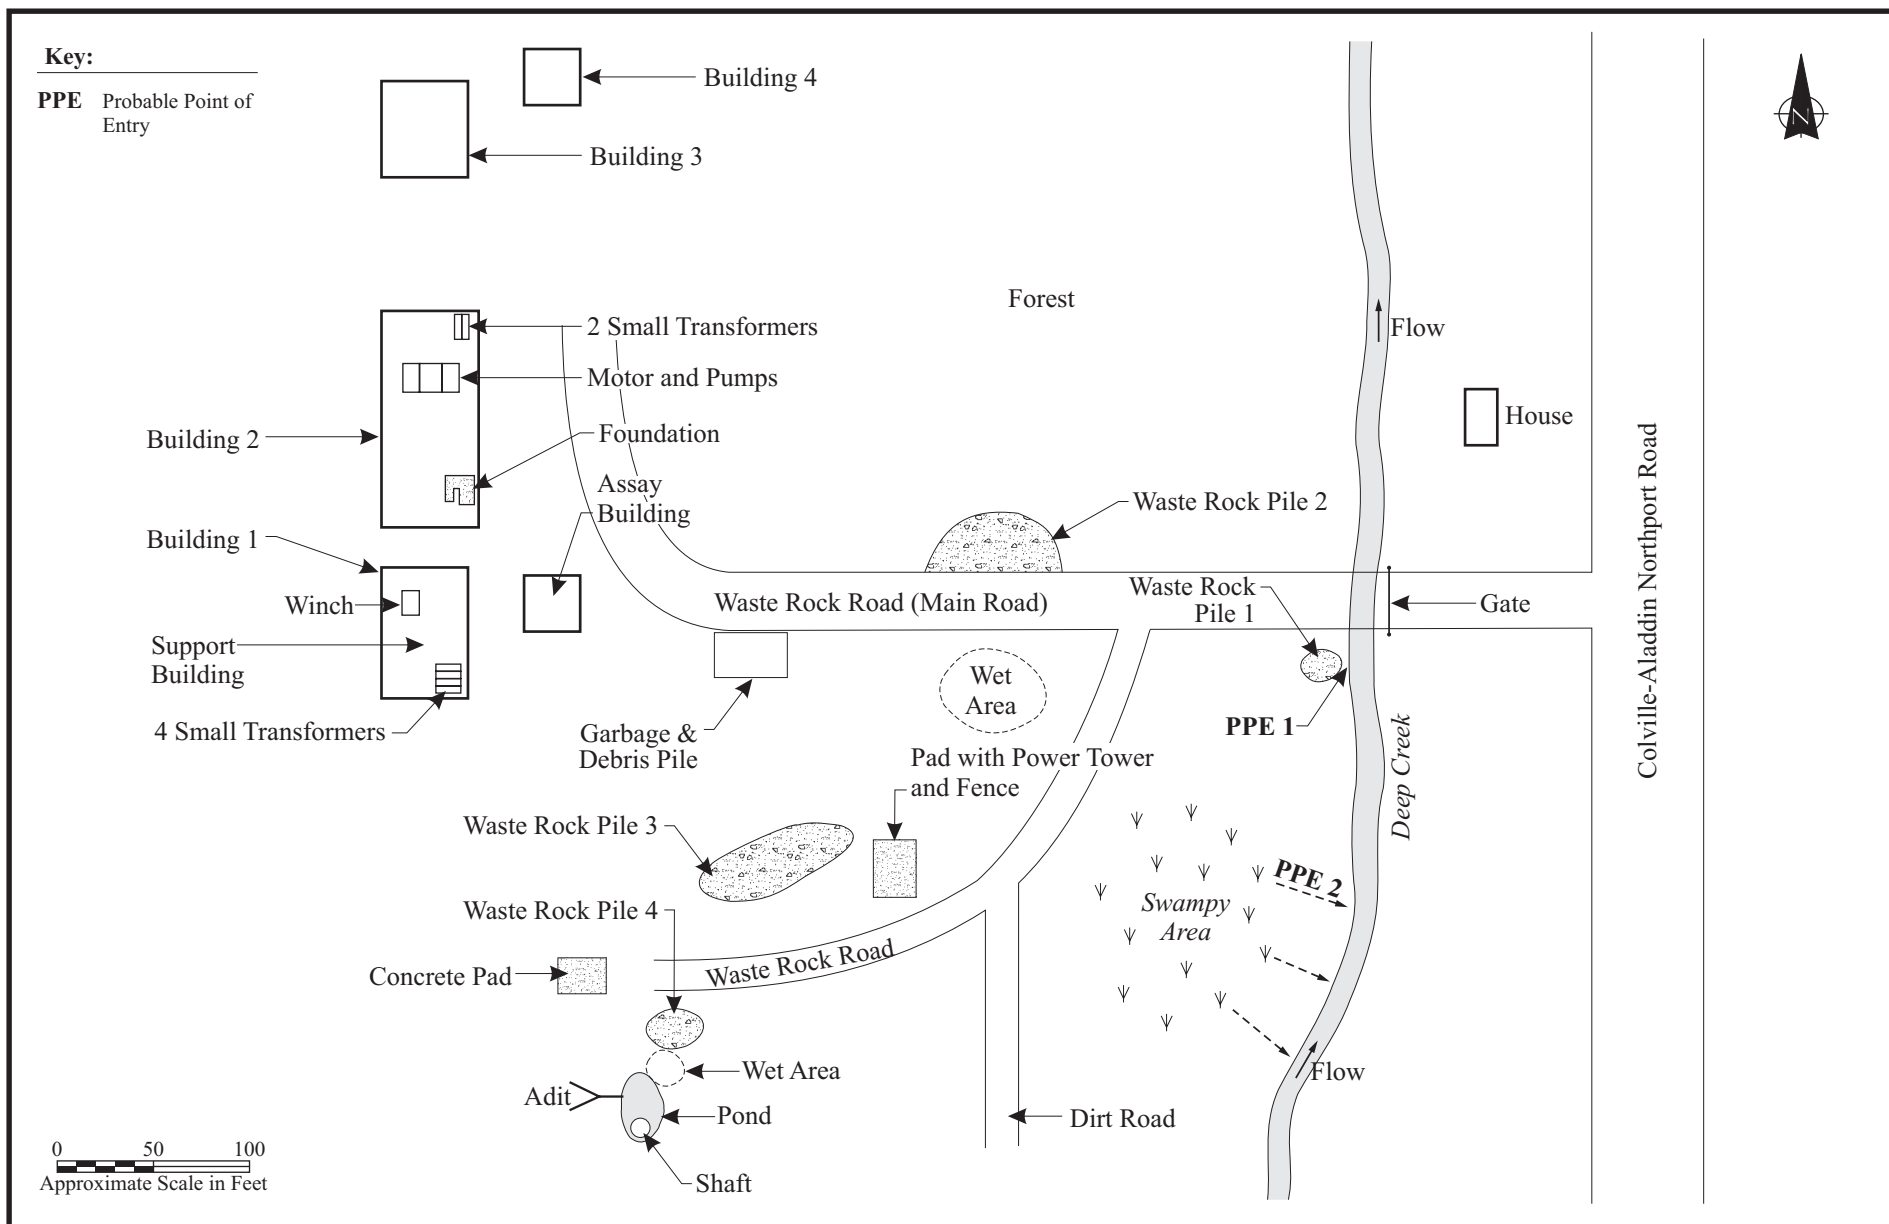 Key:
PPE Probable Point of
Entry
Building 4
Building 3
N
Forest
2 Small Transformers
Flow
Motor and Pumps
House
Building 2
Foundation
Assay
Building
Waste Rock Pile 2
Colville-Aladdin Northport Road
Building 1
Winch
Waste Rock Road (Main Road)
Waste Rock
Pile 1
Gate
Support
Building
Wet
Area
PPE 1
4 Small Transformers
Garbage &
Debris Pile
Pad with Power Tower
and Fence
Deep Creek
Waste Rock Pile 3
PPE 2
Waste Rock Pile 4
Swampy
Area
Concrete Pad
Waste Rock Road
Wet Area
Flow
Adit
Pond
Dirt Road
0 50 100
Approximate Scale in Feet
Shaft